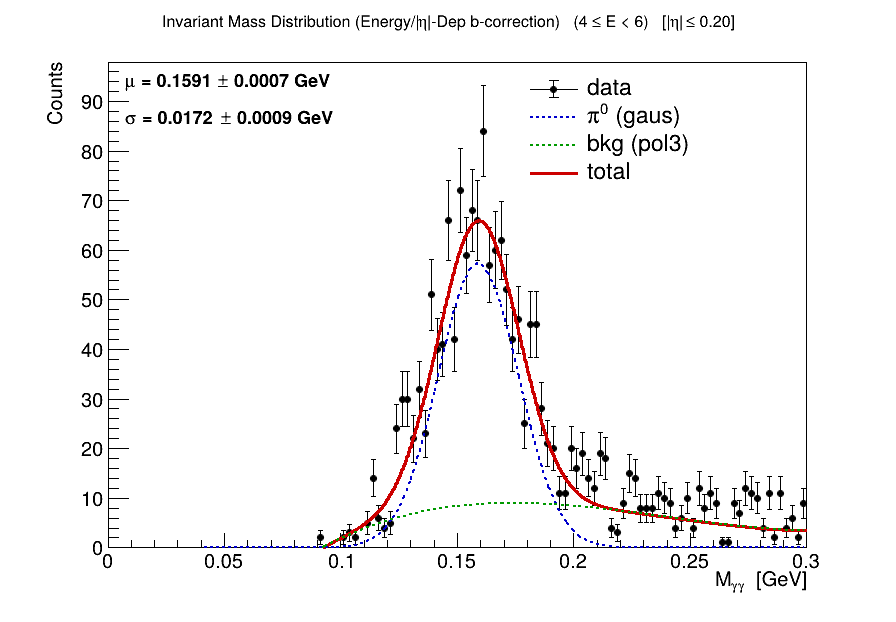 Invariant Mass Distribution (Energy/|η|-Dep b-correction) (4 ≤ E < 6) [|η| ≤ 0.20]
Counts
μ = 0.1591 ± 0.0007 GeV
σ = 0.0172 ± 0.0009 GeV
data
π⁰ (gaus)
bkg (pol3)
total
90
80
70
60
50
40
30
20
10
0
0 0.05 0.1 0.15 0.2 0.25 0.3
Mγγ [GeV]